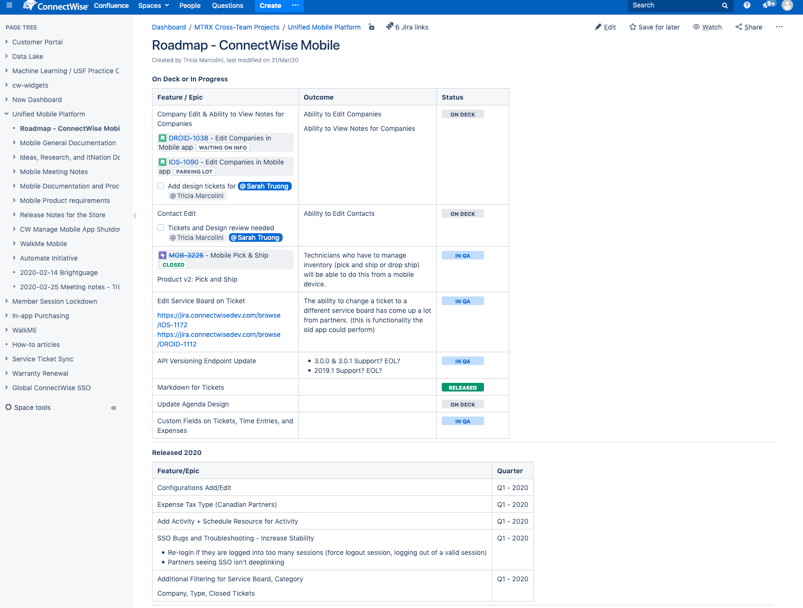 ConnectWise Confluence Spaces People Questions Create ··· Search 9+
PAGE TREE
Customer Portal
Data Lake
Machine Learning / USF Practice C
cw-widgets
Now Dashboard
Unified Mobile Platform
Roadmap - ConnectWise Mobi
Mobile General Documentation
Ideas, Research, and ItNation Dc
Mobile Meeting Notes
Mobile Documentation and Proc
Mobile Product requirements
Release Notes for the Store
CW Manage Mobile App Shutdov
WalkMe Mobile
Automate Initiative
2020-02-14 Brightguage
2020-02-25 Meeting notes - Tri
Member Session Lockdown
In-app Purchasing
WalkME
How-to articles
Service Ticket Sync
Warranty Renewal
Global ConnectWise SSO
Space tools «
Dashboard / MTRX Cross-Team Projects / Unified Mobile Platform 6 Jira links
Edit Save for later Watch Share ···
Roadmap - ConnectWise Mobile
Created by Tricia Marcolini, last modified on 31/Mar/20
On Deck or In Progress
Feature / Epic Outcome Status
Company Edit & Ability to View Notes for
Companies
DROID-1038 - Edit Companies in
Mobile app WAITING ON INFO
IOS-1090 - Edit Companies in Mobile
app PARKING LOT
Add design tickets for @Sarah Truong
@Tricia Marcolini
Ability to Edit Companies
Ability to View Notes for Companies
ON DECK
Contact Edit
Tickets and Design review needed
@Tricia Marcolini @Sarah Truong
Ability to Edit Contacts
ON DECK
MOB-3226 - Mobile Pick & Ship
CLOSED
Product v2: Pick and Ship
Technicians who have to manage
inventory (pick and ship or drop ship)
will be able to do this from a mobile
device.
IN QA
Edit Service Board on Ticket
https://jira.connectwisedev.com/browse
/IOS-1172
https://jira.connectwisedev.com/browse
/DROID-1112
The ability to change a ticket to a
different service board has come up a lot
from partners. (this is functionality the
old app could perform)
IN QA
API Versioning Endpoint Update
• 3.0.0 & 3.0.1 Support? EOL?
• 2019.1 Support? EOL?
IN QA
Markdown for Tickets RELEASED
Update Agenda Design ON DECK
Custom Fields on Tickets, Time Entries, and
Expenses
IN QA
Released 2020
Feature/Epic Quarter
Configurations Add/Edit Q1 - 2020
Expense Tax Type (Canadian Partners) Q1 - 2020
Add Activity + Schedule Resource for Activity Q1 - 2020
SSO Bugs and Troubleshooting - Increase Stability Q1 - 2020
• Re-login if they are logged into too many sessions (force logout session, logging out of a valid session)
• Partners seeing SSO isn't deeplinking
Additional Filtering for Service Board, Category Q1 - 2020
Company, Type, Closed Tickets